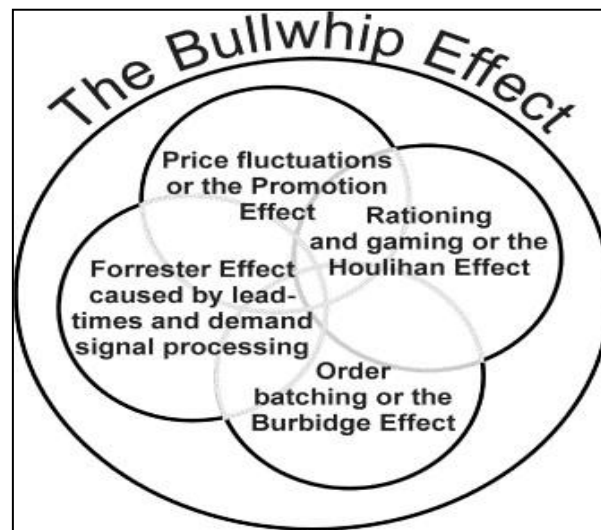 The Bullwhip Effect
Price fluctuations
or the Promotion
Effect
Rationing
and gaming or the
Houlihan Effect
Forrester Effect
caused by lead-
times and demand
signal processing
Order
batching or the
Burbidge Effect